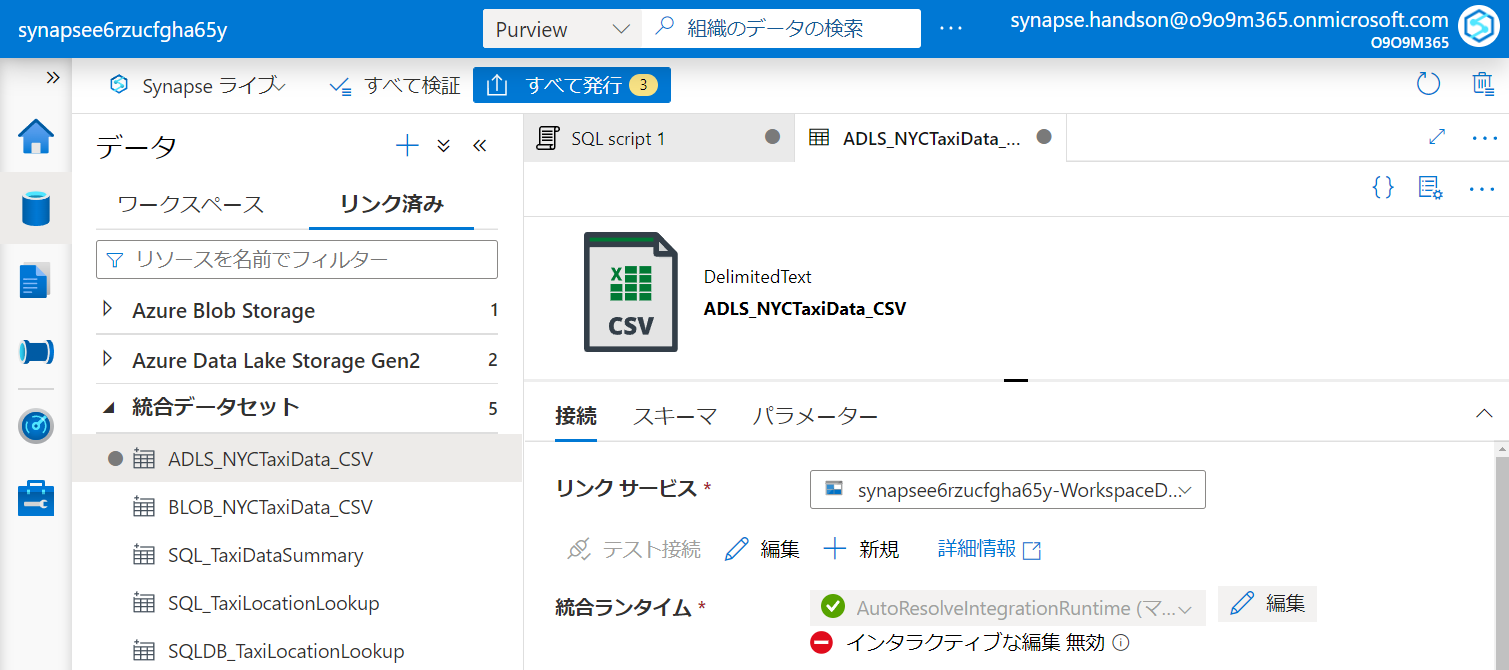 synapsee6rzucfgha65y
Purview
組織のデータの検索
synapse.handson@o9o9m365.onmicrosoft.com
O9O9M365
Synapse ライブ
すべて検証
すべて発行 3
データ
ワークスペース
リンク済み
リソースを名前でフィルター
Azure Blob Storage 1
Azure Data Lake Storage Gen2 2
統合データセット 5
ADLS_NYCTaxiData_CSV
BLOB_NYCTaxiData_CSV
SQL_TaxiDataSummary
SQL_TaxiLocationLookup
SQLDB_TaxiLocationLookup
SQL script 1
ADLS_NYCTaxiData_...
{}
X
CSV
DelimitedText
ADLS_NYCTaxiData_CSV
接続 スキーマ パラメーター
リンク サービス *
synapsee6rzucfgha65y-WorkspaceD...
テスト接続 編集 新規 詳細情報
統合ランタイム *
AutoResolveIntegrationRuntime (マ...
編集
インタラクティブな編集 無効